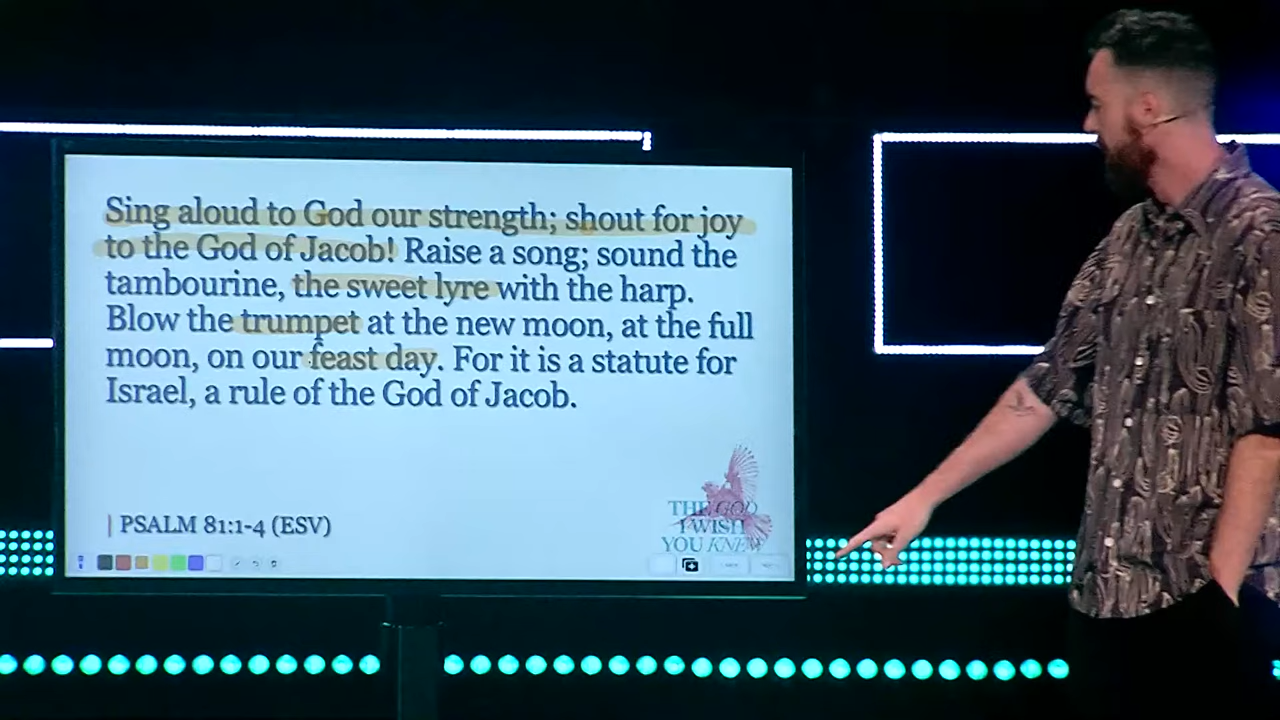 Sing aloud to God our strength; shout for joy
to the God of Jacob! Raise a song; sound the
tambourine, the sweet lyre with the harp.
Blow the trumpet at the new moon, at the full
moon, on our feast day. For it is a statute for
Israel, a rule of the God of Jacob.
| PSALM 81:1-4 (ESV)
THE GOD
I WISH
YOU KNEW